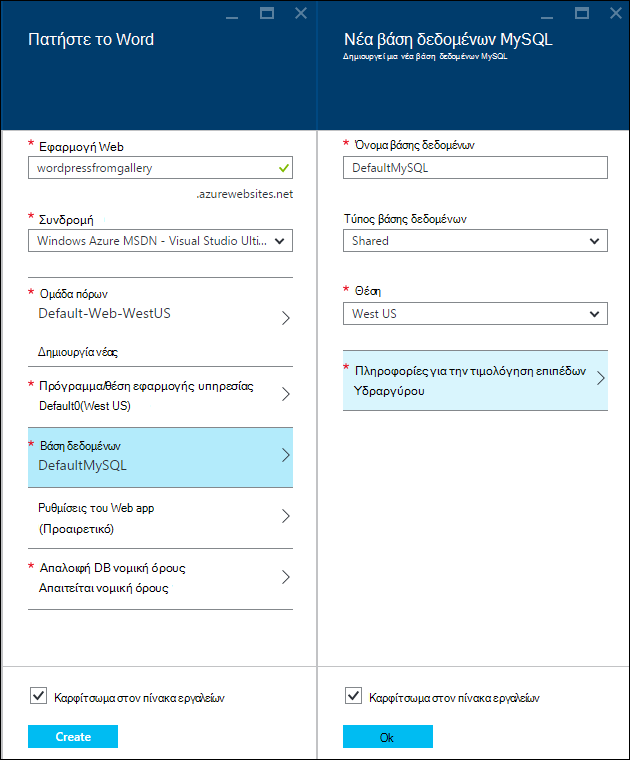 Πατήστε το Word
* Εφαρμογή Web
wordpressfromgallery
.azurewebsites.net
* Συνδρομή
Windows Azure MSDN - Visual Studio Ulti...
* Ομάδα πόρων
Default-Web-WestUS
Δημιουργία νέας
* Πρόγραμμα/θέση εφαρμογής υπηρεσίας
Default0(West US)
* Βάση δεδομένων
DefaultMySQL
Ρυθμίσεις του Web app
(Προαιρετικό)
* Απαλοιφή DB νομική όρους
Απαιτείται νομική όρους
Καρφίτσωμα στον πίνακα εργαλείων
Create
Νέα βάση δεδομένων MySQL
Δημιουργεί μια νέα βάση δεδομένων MySQL
* Όνομα βάσης δεδομένων
DefaultMySQL
Τύπος βάσης δεδομένων
Shared
* Θέση
West US
* Πληροφορίες για την τιμολόγηση επιπέδων
Υδραργύρου
Καρφίτσωμα στον πίνακα εργαλείων
Ok